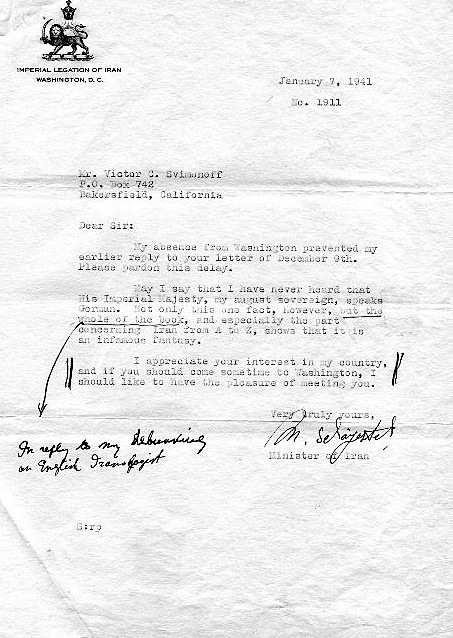 IMPERIAL LEGATION OF IRAN
WASHINGTON, D. C.
January 7, 1941
No. 1911
Mr. Victor C. Svimonoff
P.O. Box 742
Bakersfield, California
Dear Sir:
My absence from Washington prevented my
earlier reply to your letter of December 9th.
Please pardon this delay.
May I say that I have never heard that
His Imperial Majesty, my august sovereign, speaks
German. Not only this one fact, however, but the
whole of the book, and especially the part
concerning Iran from A to Z, shows that it is
an infamous fantasy.
I appreciate your interest in my country,
and if you should come sometime to Washington, I
should like to have the pleasure of meeting you.
Very truly yours,
M.
Minister of Iran
In reply to my
an English
S:rp